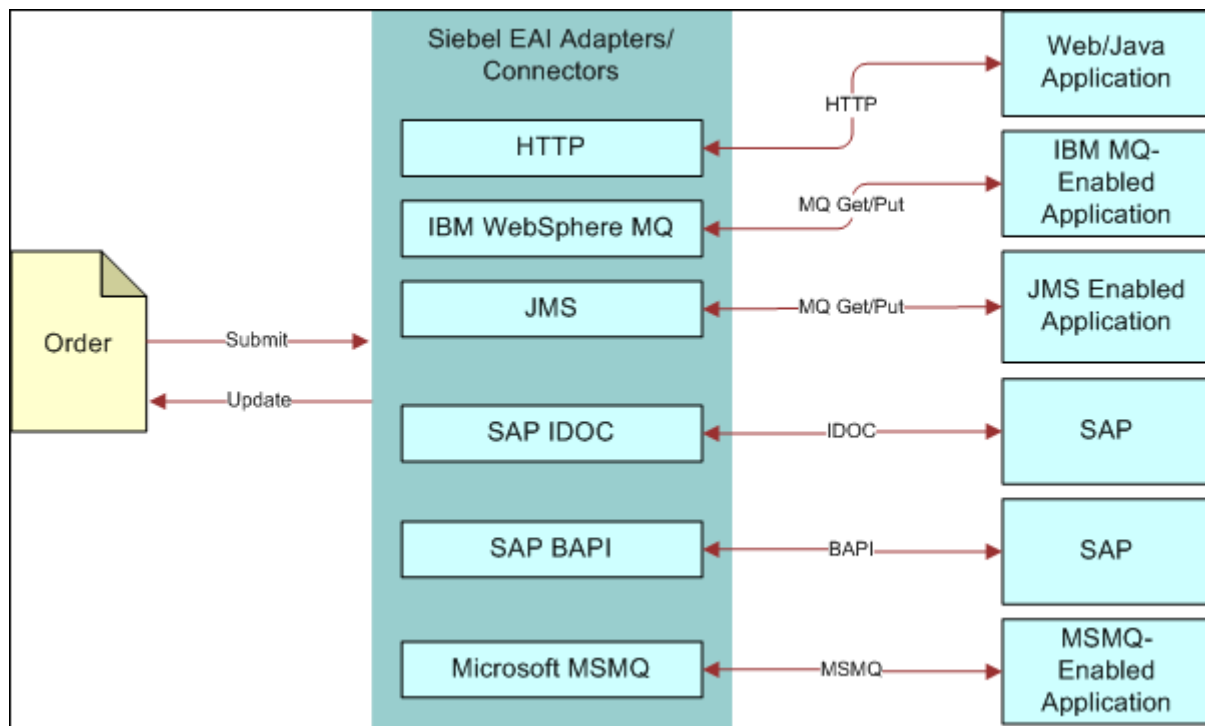 Siebel EAI Adapters/
Connectors
HTTP
IBM WebSphere MQ
JMS
SAP IDOC
SAP BAPI
Microsoft MSMQ
Order
Submit
Update
HTTP
MQ Get/Put
MQ Get/Put
IDOC
BAPI
MSMQ
Web/Java
Application
IBM MQ-
Enabled
Application
JMS Enabled
Application
SAP
SAP
MSMQ-
Enabled
Application